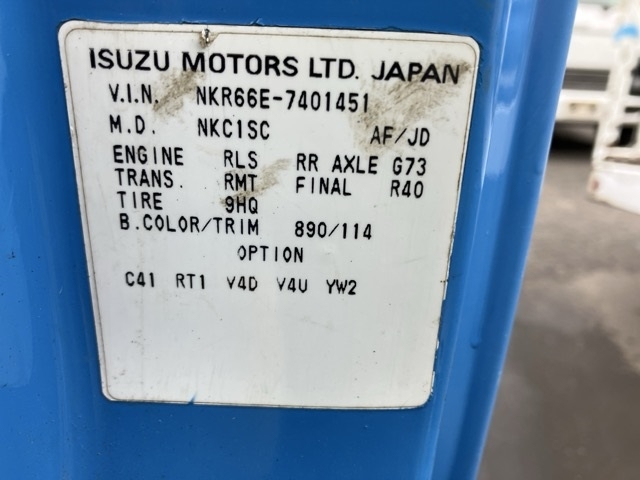 ISUZU MOTORS LTD. JAPAN
V.I.N. NKR66E-7401451
M.D. NKC1SC AF/JD
ENGINE RLS RR AXLE G73
TRANS. RMT FINAL R40
TIRE 9HQ
B.COLOR/TRIM 890/114
OPTION
C41 RT1 V4D V4U YW2